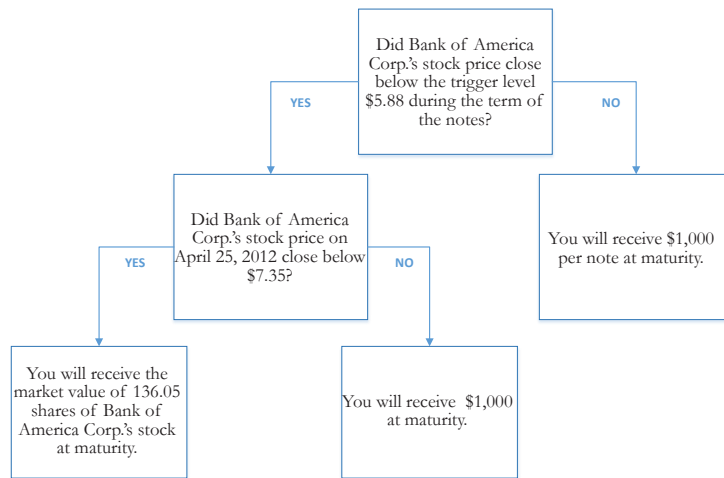 Did Bank of America
Corp.'s stock price close
below the trigger level
$5.88 during the term of
the notes?
YES
NO
Did Bank of America
Corp.'s stock price on
April 25, 2012 close below
$7.35?
You will receive $1,000
per note at maturity.
YES
NO
You will receive the
market value of 136.05
shares of Bank of
America Corp.'s stock
at maturity.
You will receive $1,000
at maturity.